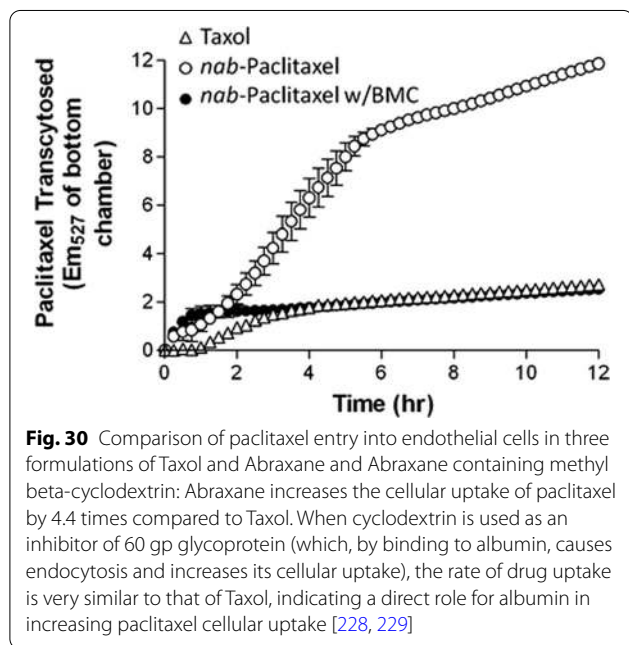 Taxol
nab-Paclitaxel
nab-Paclitaxel w/BMC
Paclitaxel Transcytosed
(Em527 of bottom
chamber)
12
10
8
6
4
2
0
0 2 4 6 8 10 12
Time (hr)
Fig. 30 Comparison of paclitaxel entry into endothelial cells in three
formulations of Taxol and Abraxane and Abraxane containing methyl
beta-cyclodextrin: Abraxane increases the cellular uptake of paclitaxel
by 4.4 times compared to Taxol. When cyclodextrin is used as an
inhibitor of 60 gp glycoprotein (which, by binding to albumin, causes
endocytosis and increases its cellular uptake), the rate of drug uptake
is very similar to that of Taxol, indicating a direct role for albumin in
increasing paclitaxel cellular uptake [228, 229]